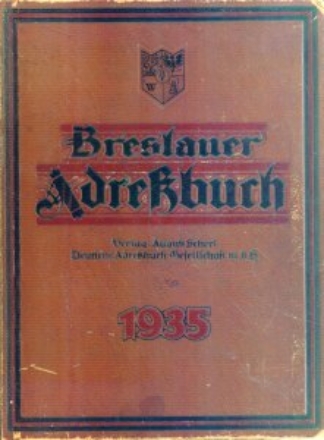 W
Breslauer
Adreßbuch
Verlag August Scherl
Deutsche Adreßbuch-Gesellschaft m.b.H.
1935